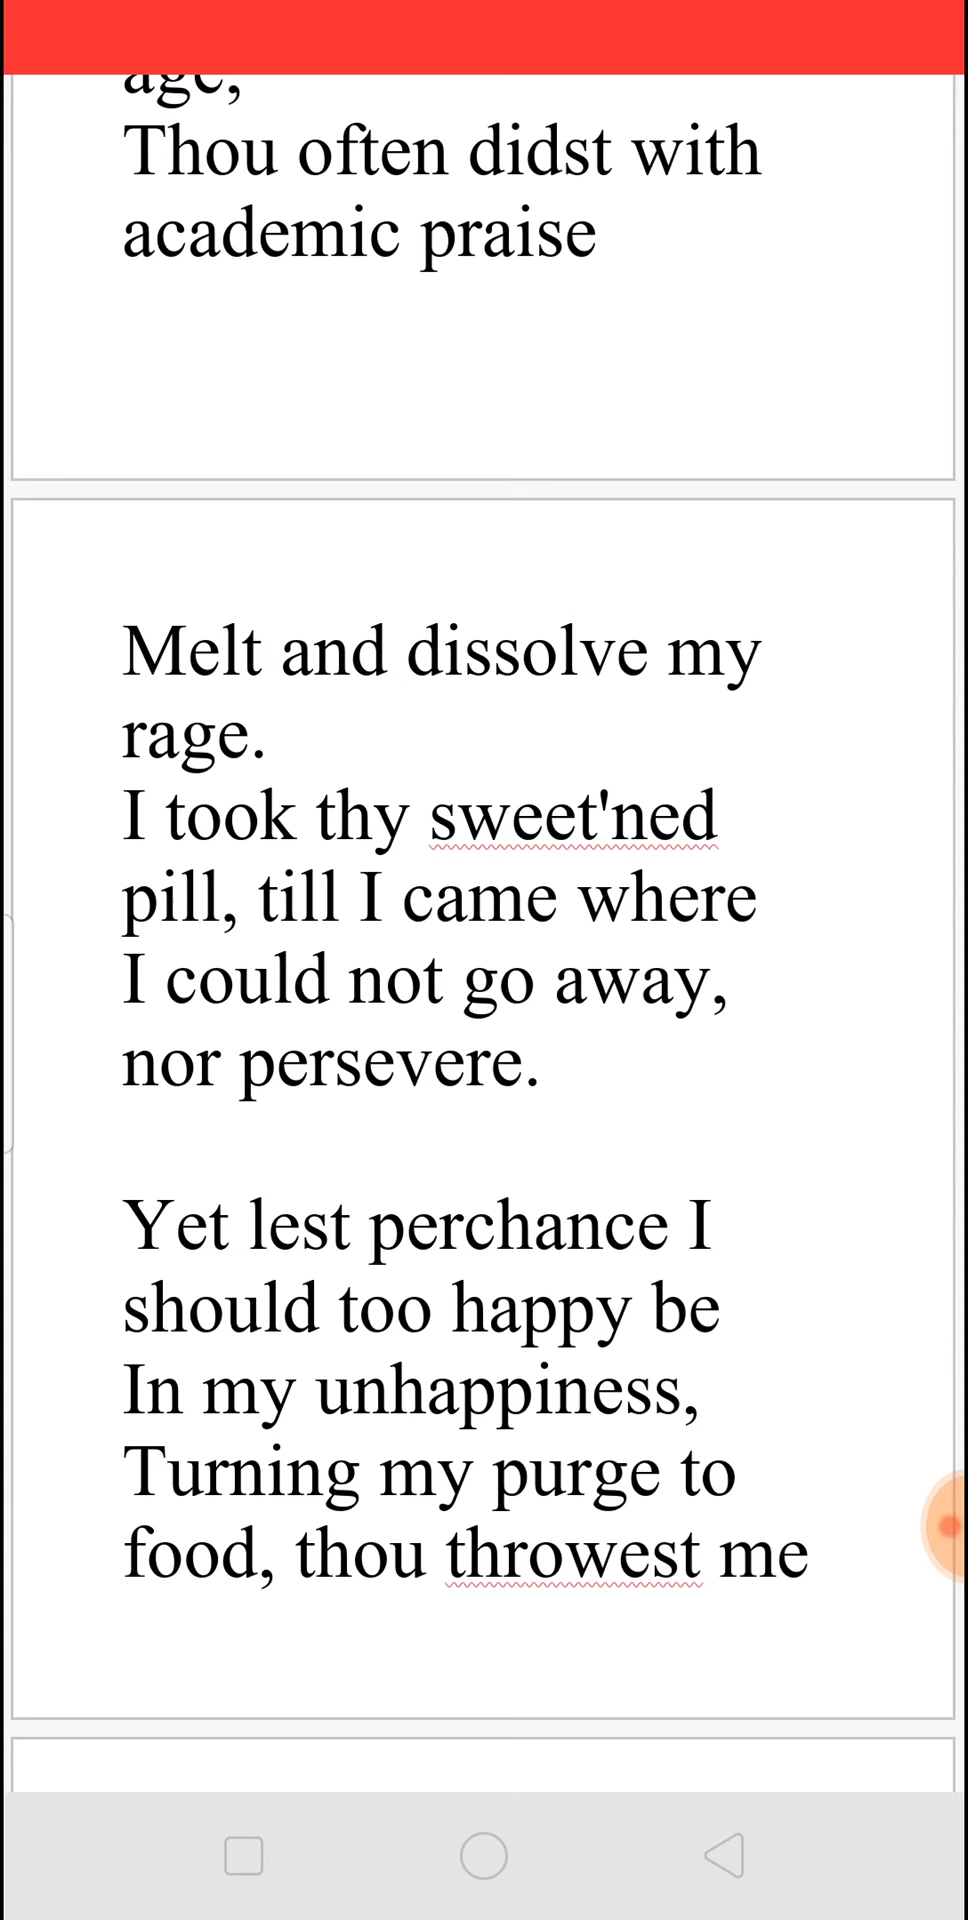 age,
Thou often didst with
academic praise
Melt and dissolve my
rage.
I took thy sweet'ned
pill, till I came where
I could not go away,
nor persevere.
Yet lest perchance I
should too happy be
In my unhappiness,
Turning my purge to
food, thou throwest me